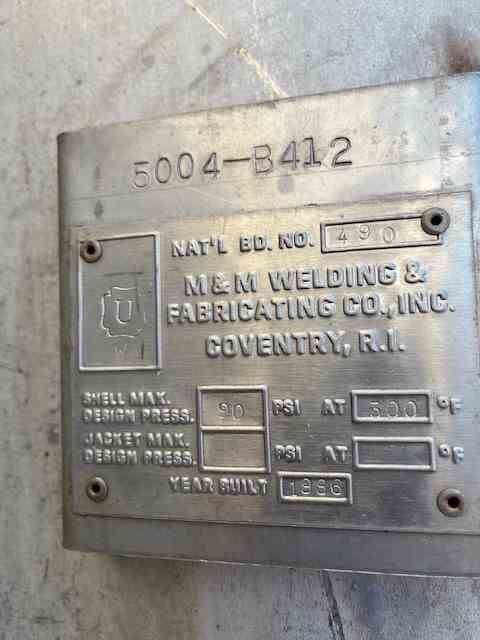 5004-B412
NAT'L BD. NO. 490
U
W
M & M WELDING &
FABRICATING CO., INC.
COVENTRY, R.I.
SHELL MAX.
DESIGN PRESS. 90 PSI AT 300 °F
JACKET MAX.
DESIGN PRESS. PSI AT °F
YEAR BUILT 1996